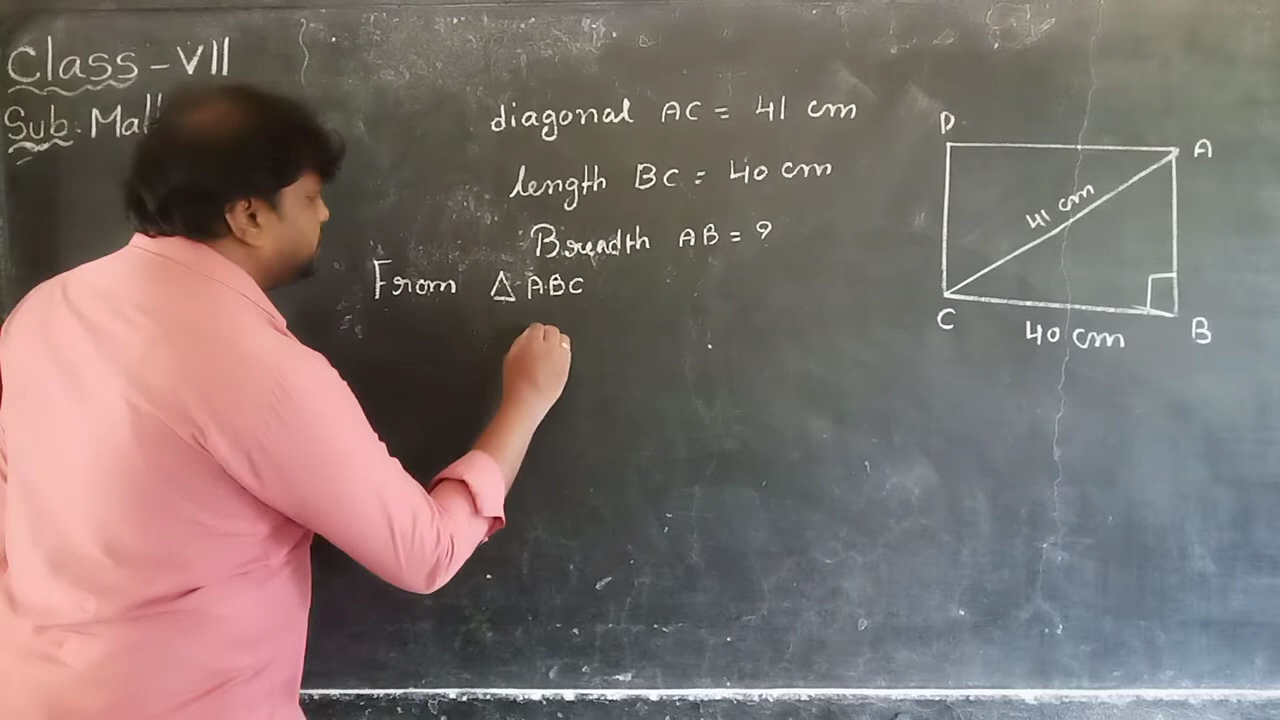 Class - VII
Sub:
diagonal AC = 41 cm
length BC = 40 cm
Breadth AB = ?
From △ ABC
D
A
41 cm
C
40 cm
B